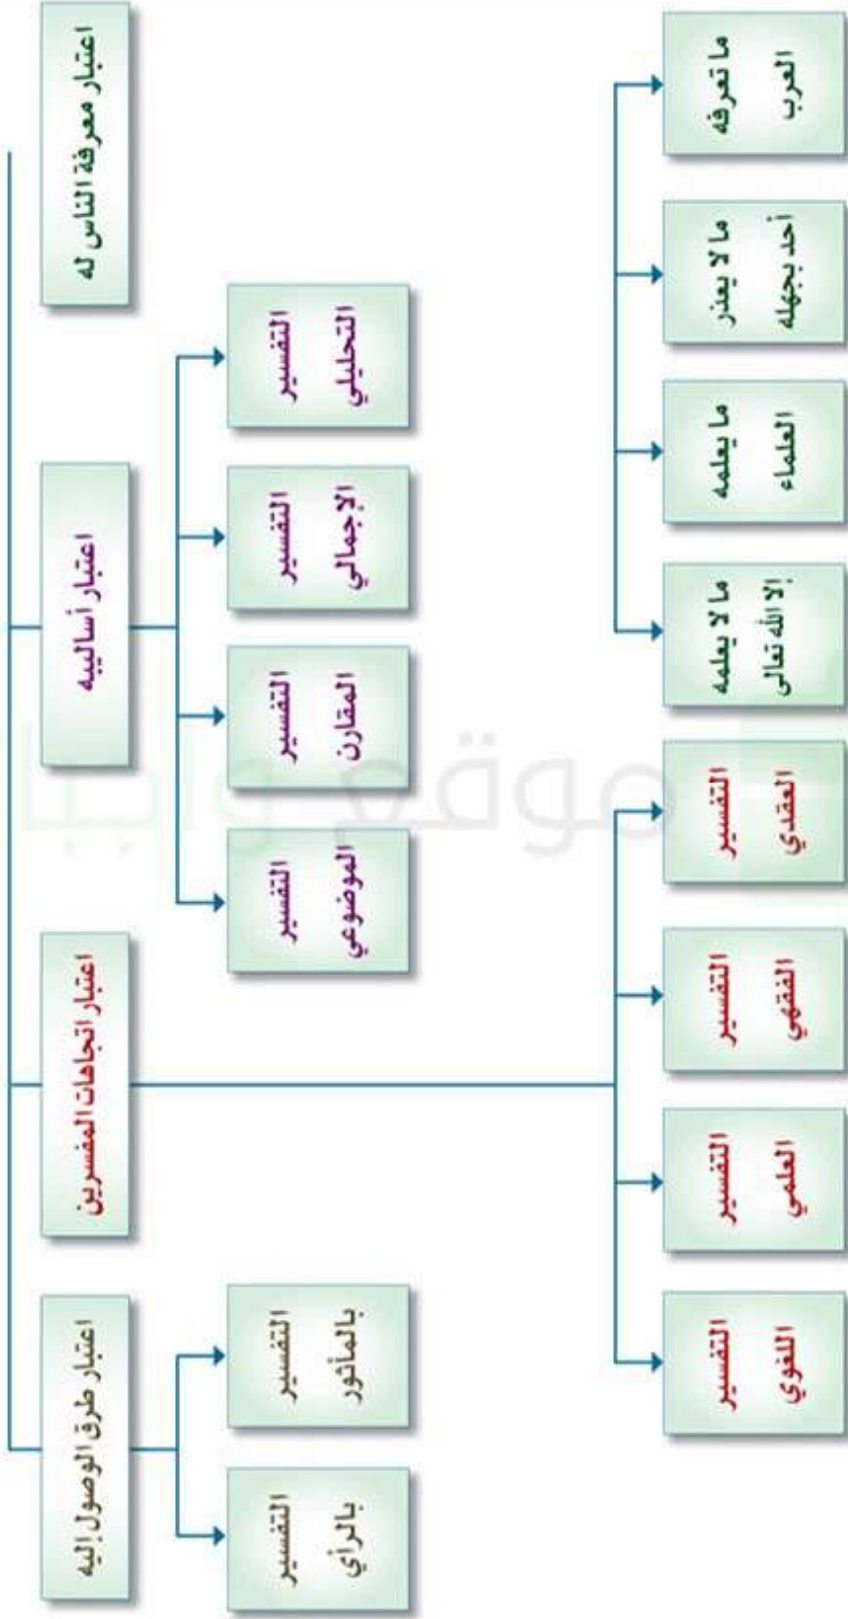 اعتبار معرفة الناس له
اعتبار أساليبه
اعتبار اتجاهات المفسرين
اعتبار طرق الوصول إليه
التفسير
التحليلي
التفسير
الإجمالي
التفسير
المقارن
التفسير
الموضوعي
التفسير
بالمأثور
التفسير
بالرأي
ما تعرفه
العرب
ما لا يعذر
أحد بجهله
ما يعلمه
العلماء
ما لا يعلمه
إلا الله تعالى
التفسير
العقدي
التفسير
الفقهي
التفسير
العلمي
التفسير
اللغوي
موقع واجبا